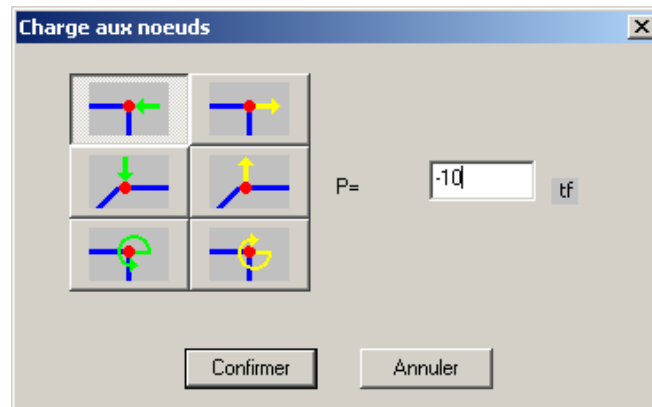 Charge aux noeuds
P=
-10
tf
Confirmer
Annuler